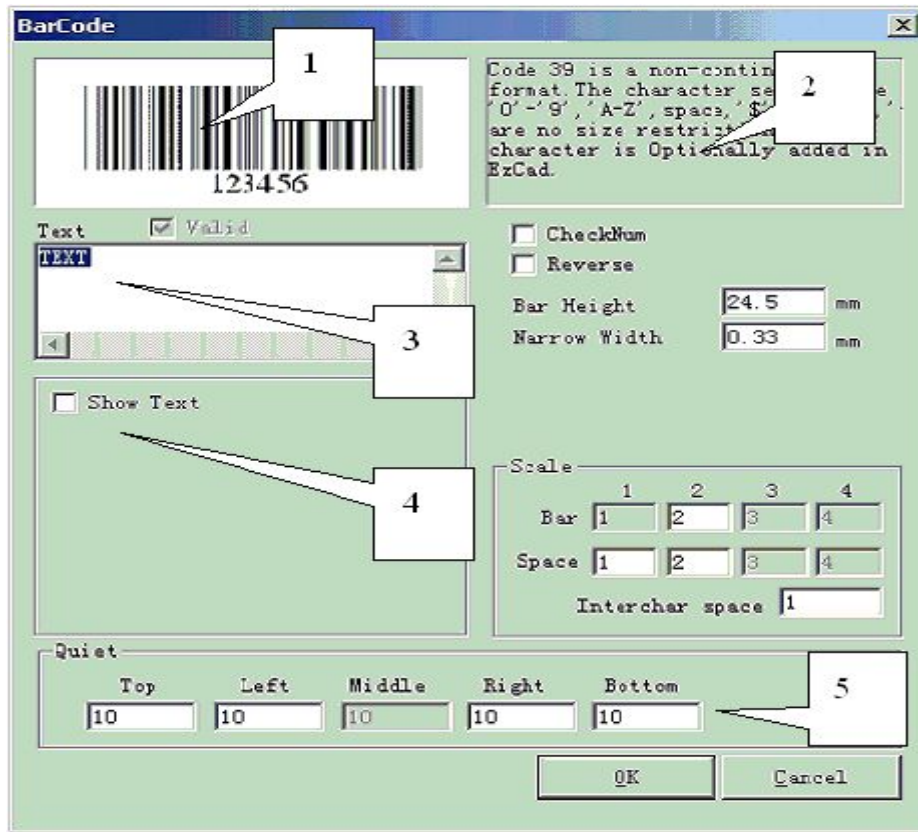 BarCode
1
123456
Code 39 is a non-contin
format.The character se
'0'-'9','A-Z',space,'$'
are no size restrict
character is Optionally added in
EzCad.
2
Text Valid
TEXT
3
CheckNum
Reverse
Bar Height 24.5 mm
Narrow Width 0.33 mm
Show Text
4
Scale
1 2 3 4
Bar 1 2 3 4
Space 1 2 3 4
Interchar space 1
Quiet
Top Left Middle Right Bottom
10 10 10 10 10
5
OK Cancel